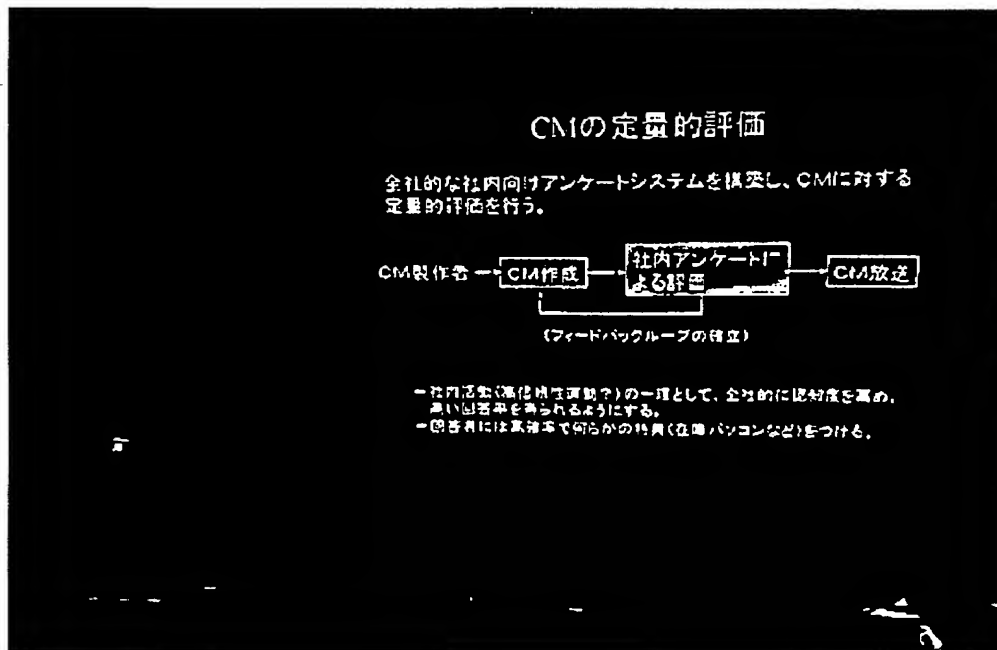 CMの定量的評価
全社的な社内向けアンケートシステムを構築し、CMに対する
定量的評価を行う。
CM製作者
CM作成
社内アンケートに
よる評価
CM放送
(フィードバックループの確立)
ー社内活動(高信頼性運動?)の一環として、全社的に認知度を高め、
高い回答率を得られるようにする。
ー回答者には高確率で何らかの特典(在庫パソコンなど)をつける。